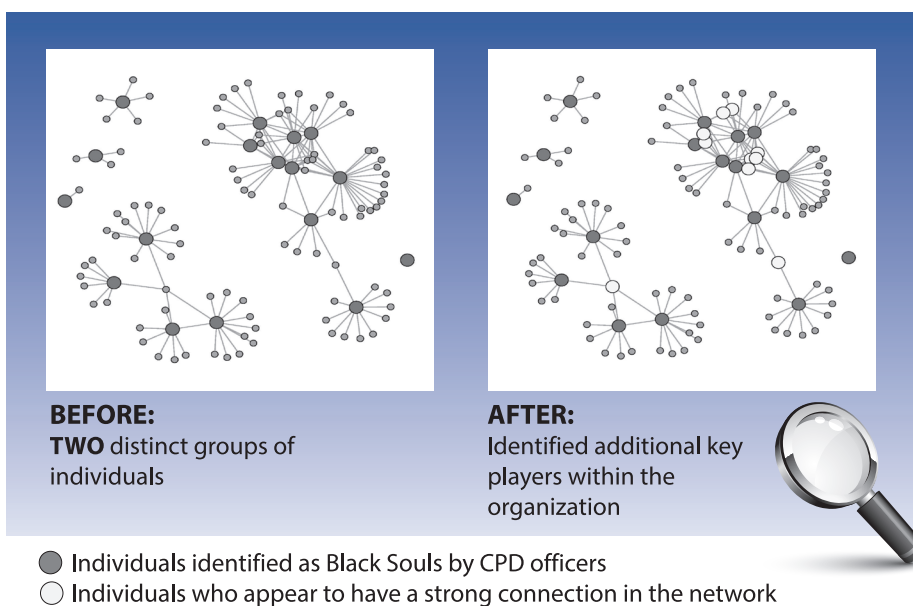 BEFORE:
TWO distinct groups of
individuals
AFTER:
Identified additional key
players within the
organization
Individuals identified as Black Souls by CPD officers
Individuals who appear to have a strong connection in the network